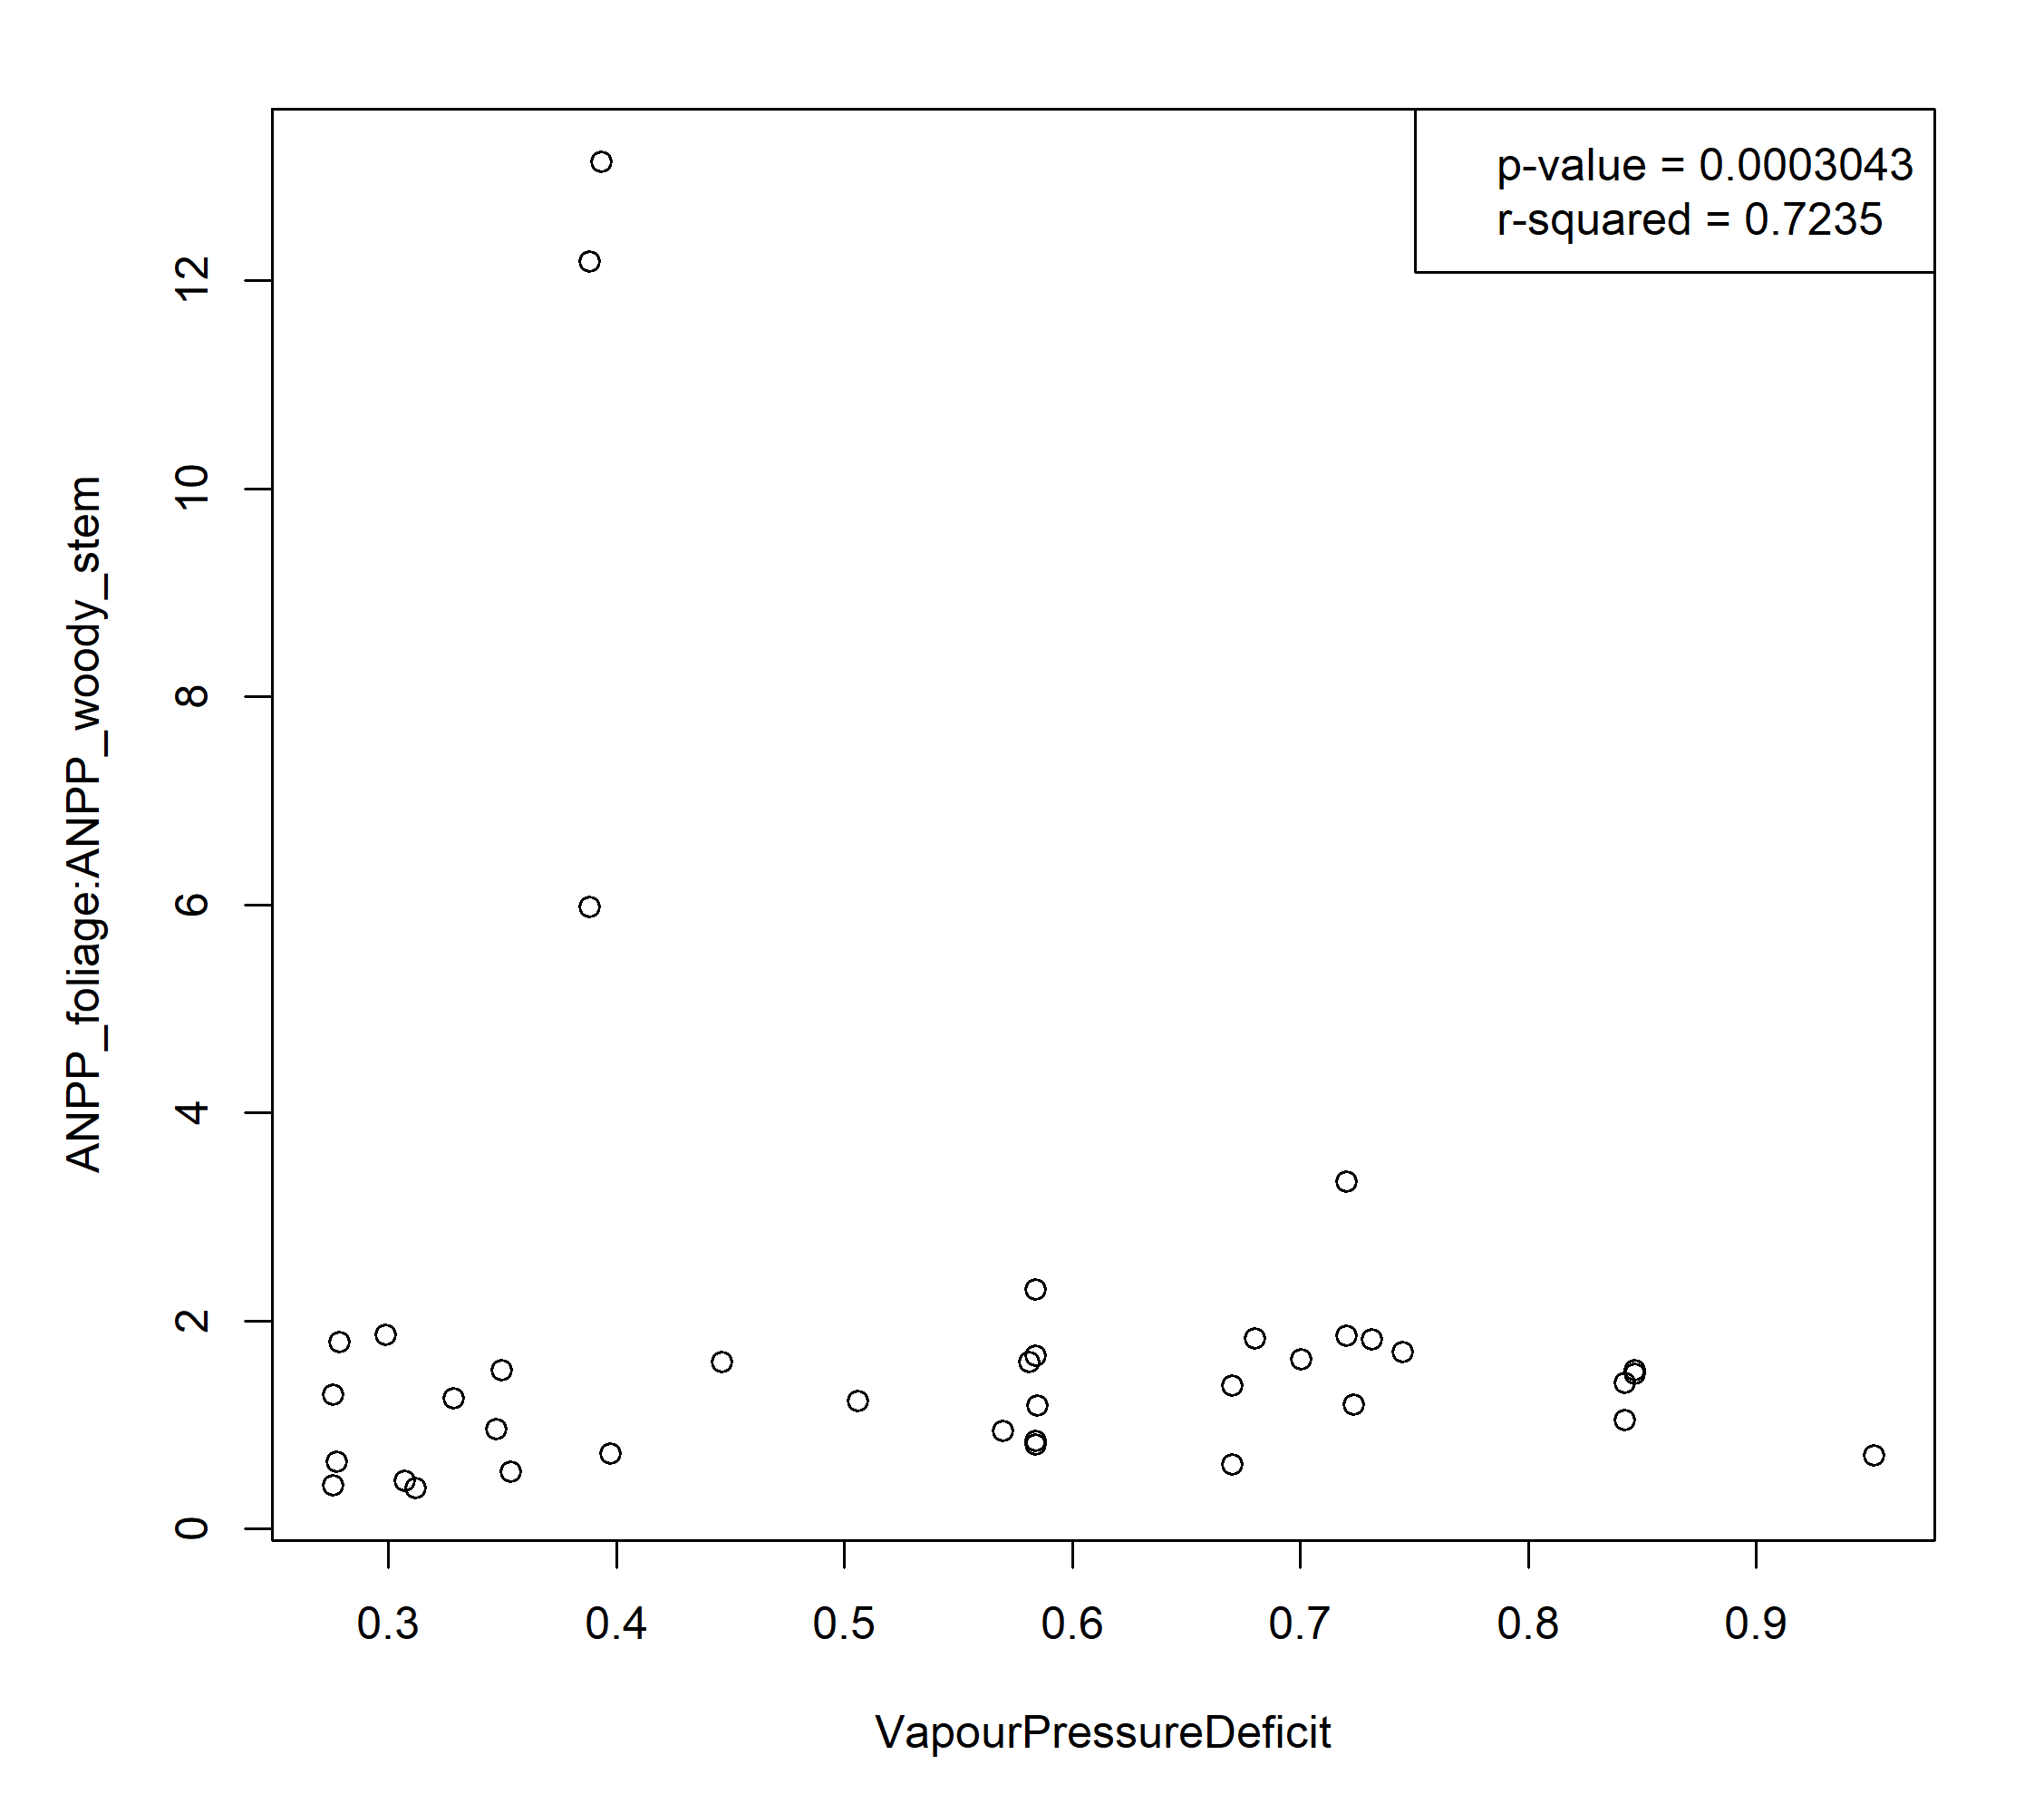 p-value = 0.0003043
r-squared = 0.7235
ANPP_foliage:ANPP_woody_stem
12
10
8
6
4
2
0
0.3 0.4 0.5 0.6 0.7 0.8 0.9
VapourPressureDeficit